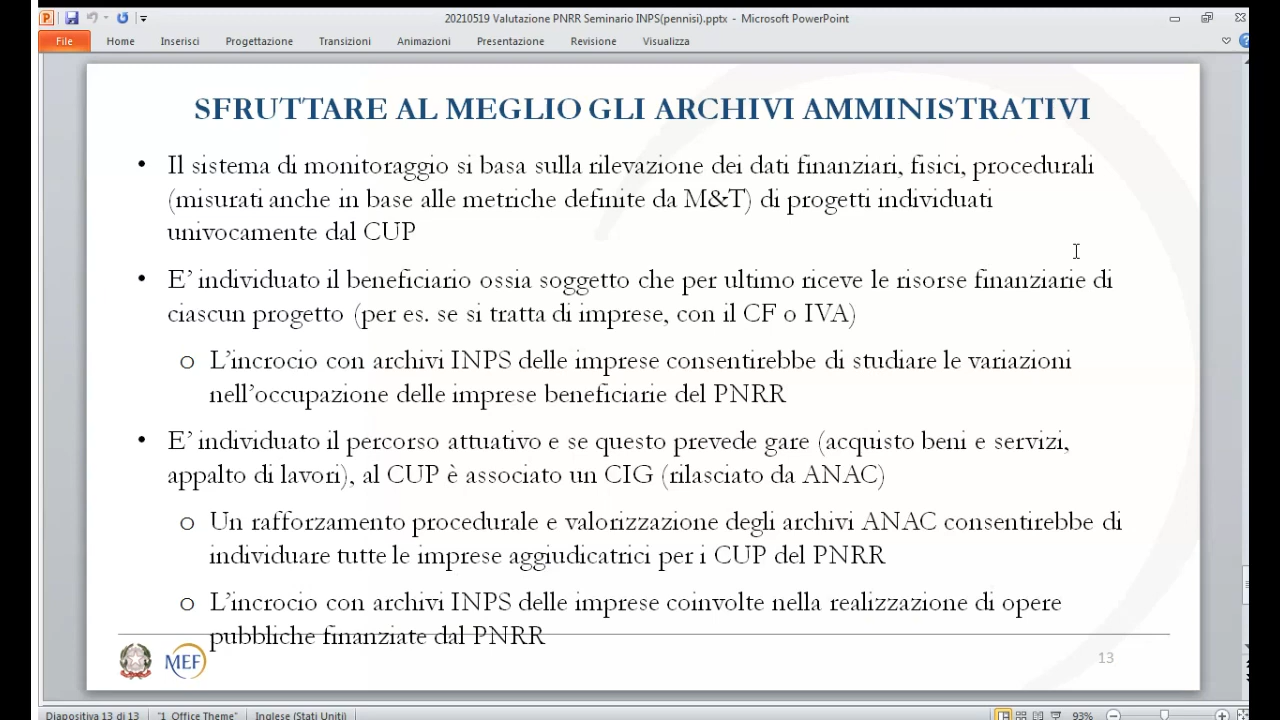 20210519 Valutazione PNRR Seminario INPS(pennisi).pptx - Microsoft PowerPoint
File Home Inserisci Progettazione Transizioni Animazioni Presentazione Revisione Visualizza
SFRUTTARE AL MEGLIO GLI ARCHIVI AMMINISTRATIVI
• Il sistema di monitoraggio si basa sulla rilevazione dei dati finanziari, fisici, procedurali
(misurati anche in base alle metriche definite da M&T) di progetti individuati
univocamente dal CUP
• E' individuato il beneficiario ossia soggetto che per ultimo riceve le risorse finanziarie di
ciascun progetto (per es. se si tratta di imprese, con il CF o IVA)
o L'incrocio con archivi INPS delle imprese consentirebbe di studiare le variazioni
nell'occupazione delle imprese beneficiarie del PNRR
• E' individuato il percorso attuativo e se questo prevede gare (acquisto beni e servizi,
appalto di lavori), al CUP è associato un CIG (rilasciato da ANAC)
o Un rafforzamento procedurale e valorizzazione degli archivi ANAC consentirebbe di
individuare tutte le imprese aggiudicatrici per i CUP del PNRR
o L'incrocio con archivi INPS delle imprese coinvolte nella realizzazione di opere
pubbliche finanziate dal PNRR
MEF
13
Diapositiva 13 di 13 "1_Office Theme" Inglese (Stati Uniti) 93%